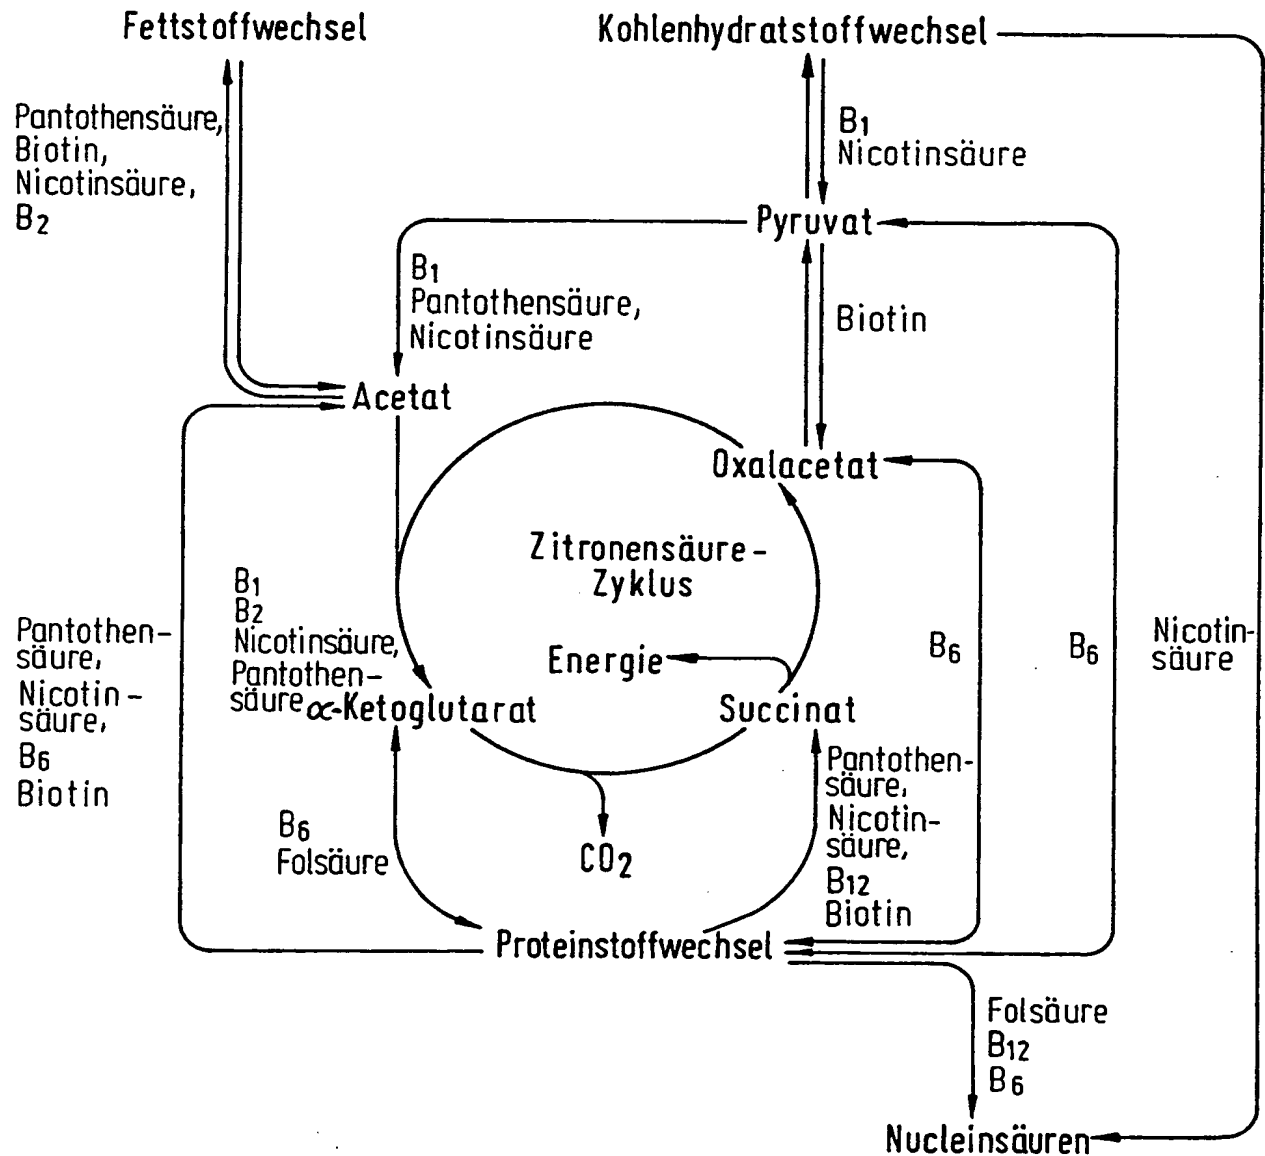 Fettstoffwechsel
Kohlenhydratstoffwechsel
Pantothensäure,
Biotin,
Nicotinsäure,
B2
B1
Nicotinsäure
Pyruvat
B1
Pantothensäure,
Nicotinsäure
Biotin
Acetat
Oxalacetat
Zitronensäure-
Zyklus
B1
B2
Nicotinsäure,
Pantothen-
säure
Energie
Pantothen-
säure,
Nicotin-
säure,
B6
Biotin
B6
B6
Nicotin-
säure
α-Ketoglutarat
Succinat
B6
Folsäure
CO2
Pantothen-
säure,
Nicotin-
säure,
B12
Biotin
Proteinstoffwechsel
Folsäure
B12
B6
Nucleinsäuren